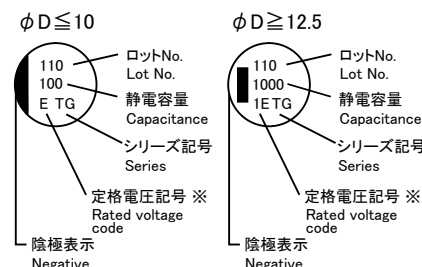 φD≦10
110
100
E TG
ロットNo.
Lot No.
静電容量
Capacitance
シリーズ記号
Series
定格電圧記号 ※
Rated voltage
code
陰極表示
Negative
φD≧12.5
110
1000
1E TG
ロットNo.
Lot No.
静電容量
Capacitance
シリーズ記号
Series
定格電圧記号 ※
Rated voltage
code
陰極表示
Negative